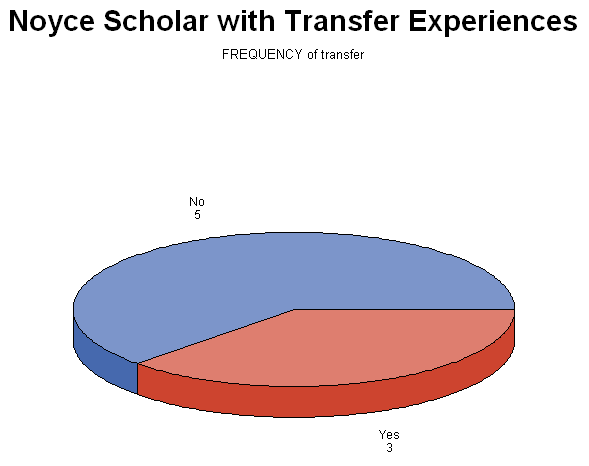 Noyce Scholar with Transfer Experiences
FREQUENCY of transfer
No
5
Yes
3